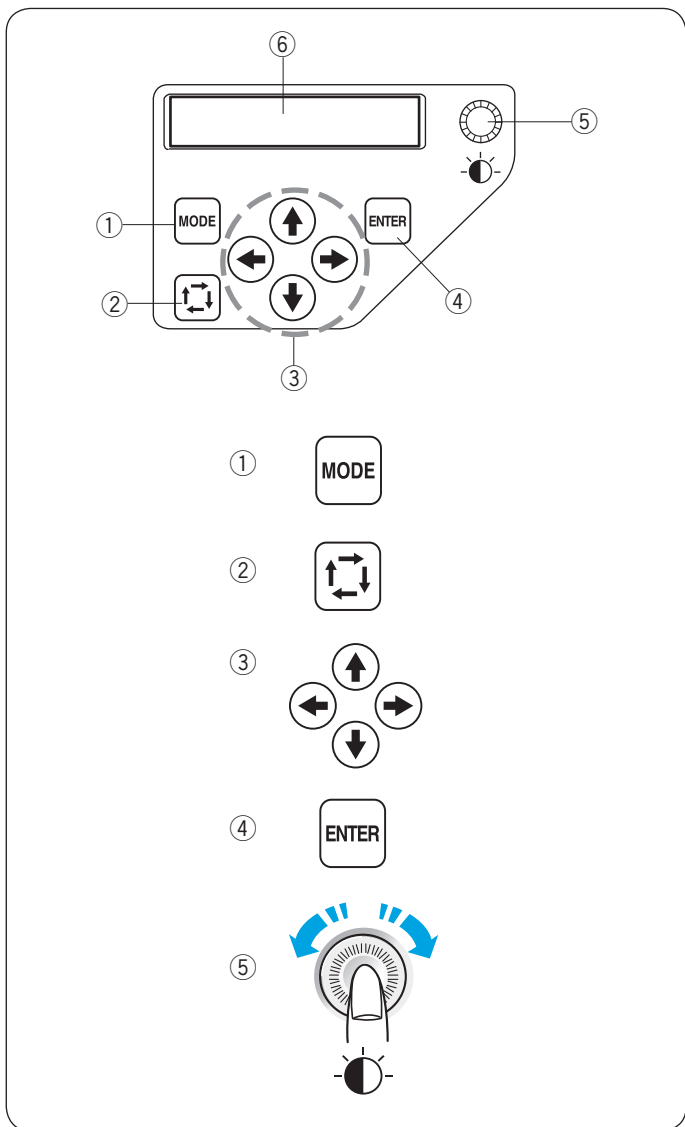 ⑥
⑤
① MODE ENTER
② ④
③
① MODE
②
③
④ ENTER
⑤